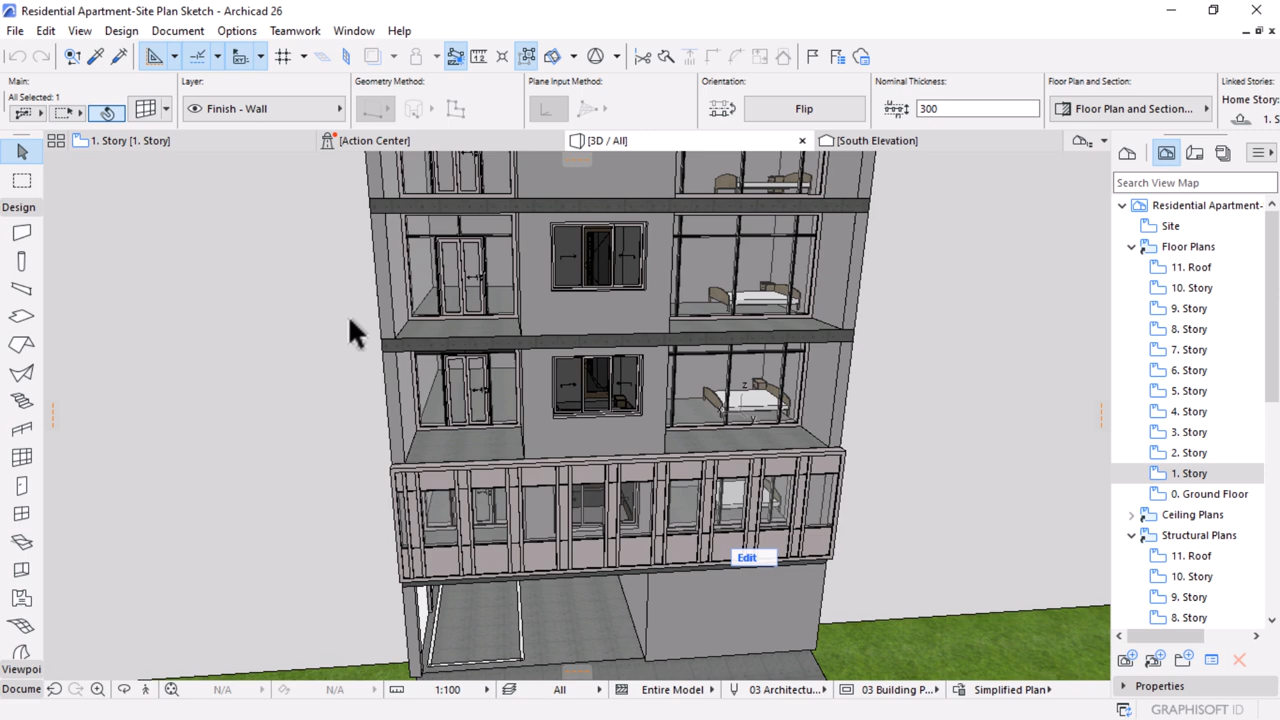 Residential Apartment-Site Plan Sketch - Archicad 26
File Edit View Design Document Options Teamwork Window Help
Main: Layer: Geometry Method: Plane Input Method: Orientation: Nominal Thickness: Floor Plan and Section: Linked Stories:
All Selected: 1
Finish - Wall
Flip
300
Floor Plan and Section...
Home Story:
1. S
1. Story [1. Story]
[Action Center]
[3D / All]
[South Elevation]
Search View Map
Design
Residential Apartment-
Site
Floor Plans
11. Roof
10. Story
9. Story
8. Story
7. Story
6. Story
5. Story
4. Story
3. Story
2. Story
1. Story
0. Ground Floor
Ceiling Plans
Structural Plans
11. Roof
10. Story
9. Story
8. Story
z
Edit
Viewpoi
Docume
N/A
N/A
1:100
All
Entire Model
03 Architectu...
03 Building P...
Simplified Plan
Properties
GRAPHISOFT ID